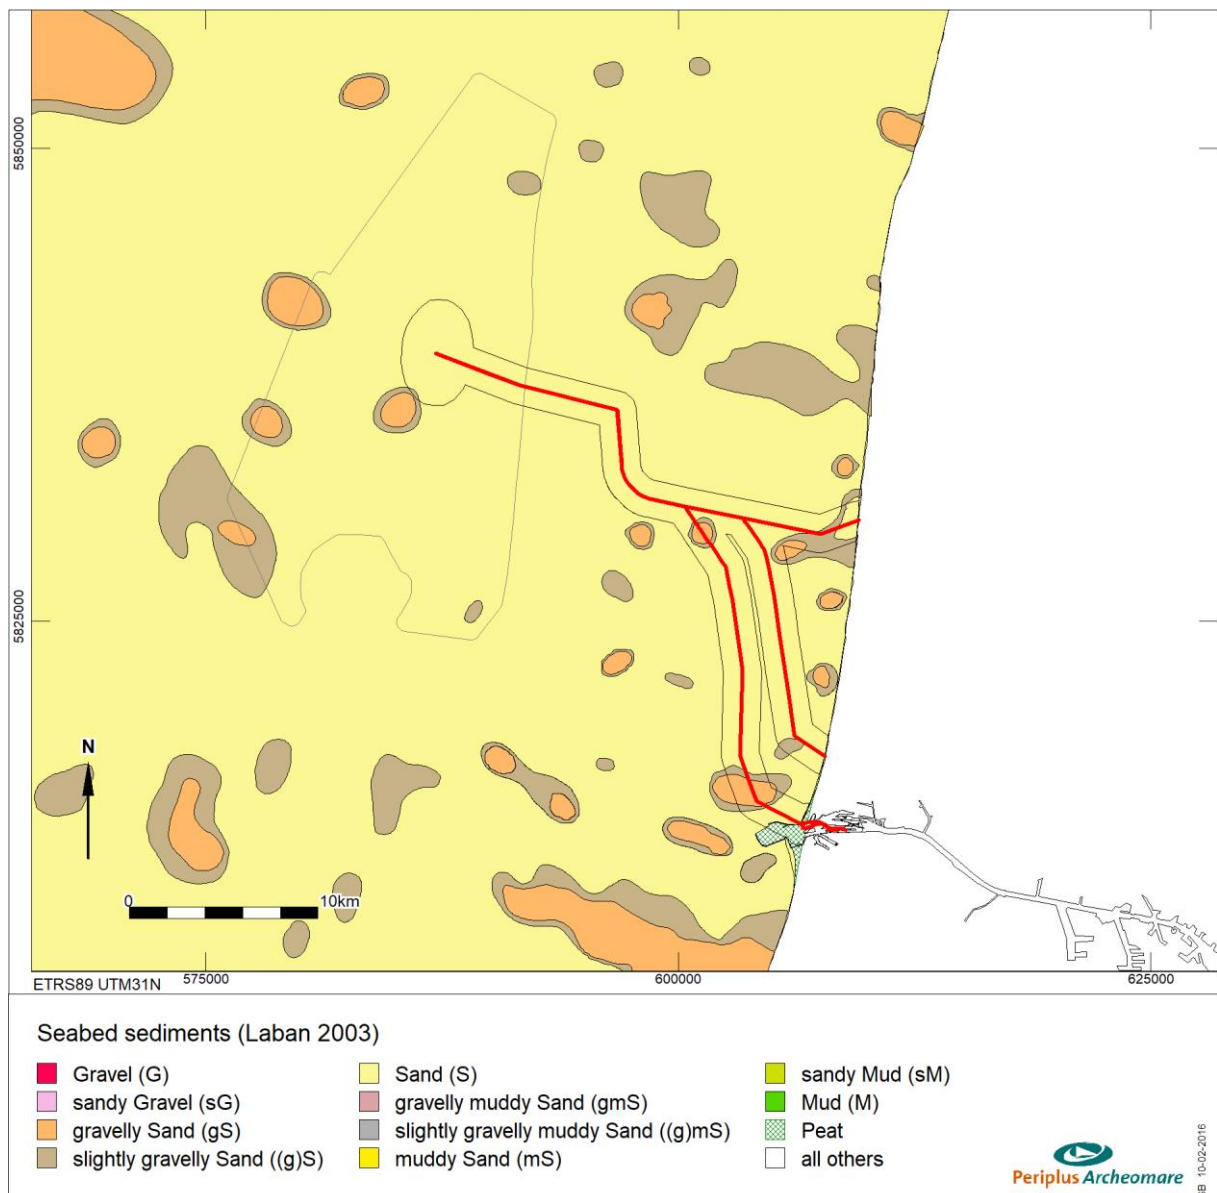 5850000
5825000
N
0 10km
ETRS89 UTM31N
575000 600000 625000
Seabed sediments (Laban 2003)
Gravel (G)
sandy Gravel (sG)
gravelly Sand (gS)
slightly gravelly Sand ((g)S)
Sand (S)
gravelly muddy Sand (gmS)
slightly gravelly muddy Sand ((g)mS)
muddy Sand (mS)
sandy Mud (sM)
Mud (M)
Peat
all others
Periplus Archeomare
SB 10-02-2016